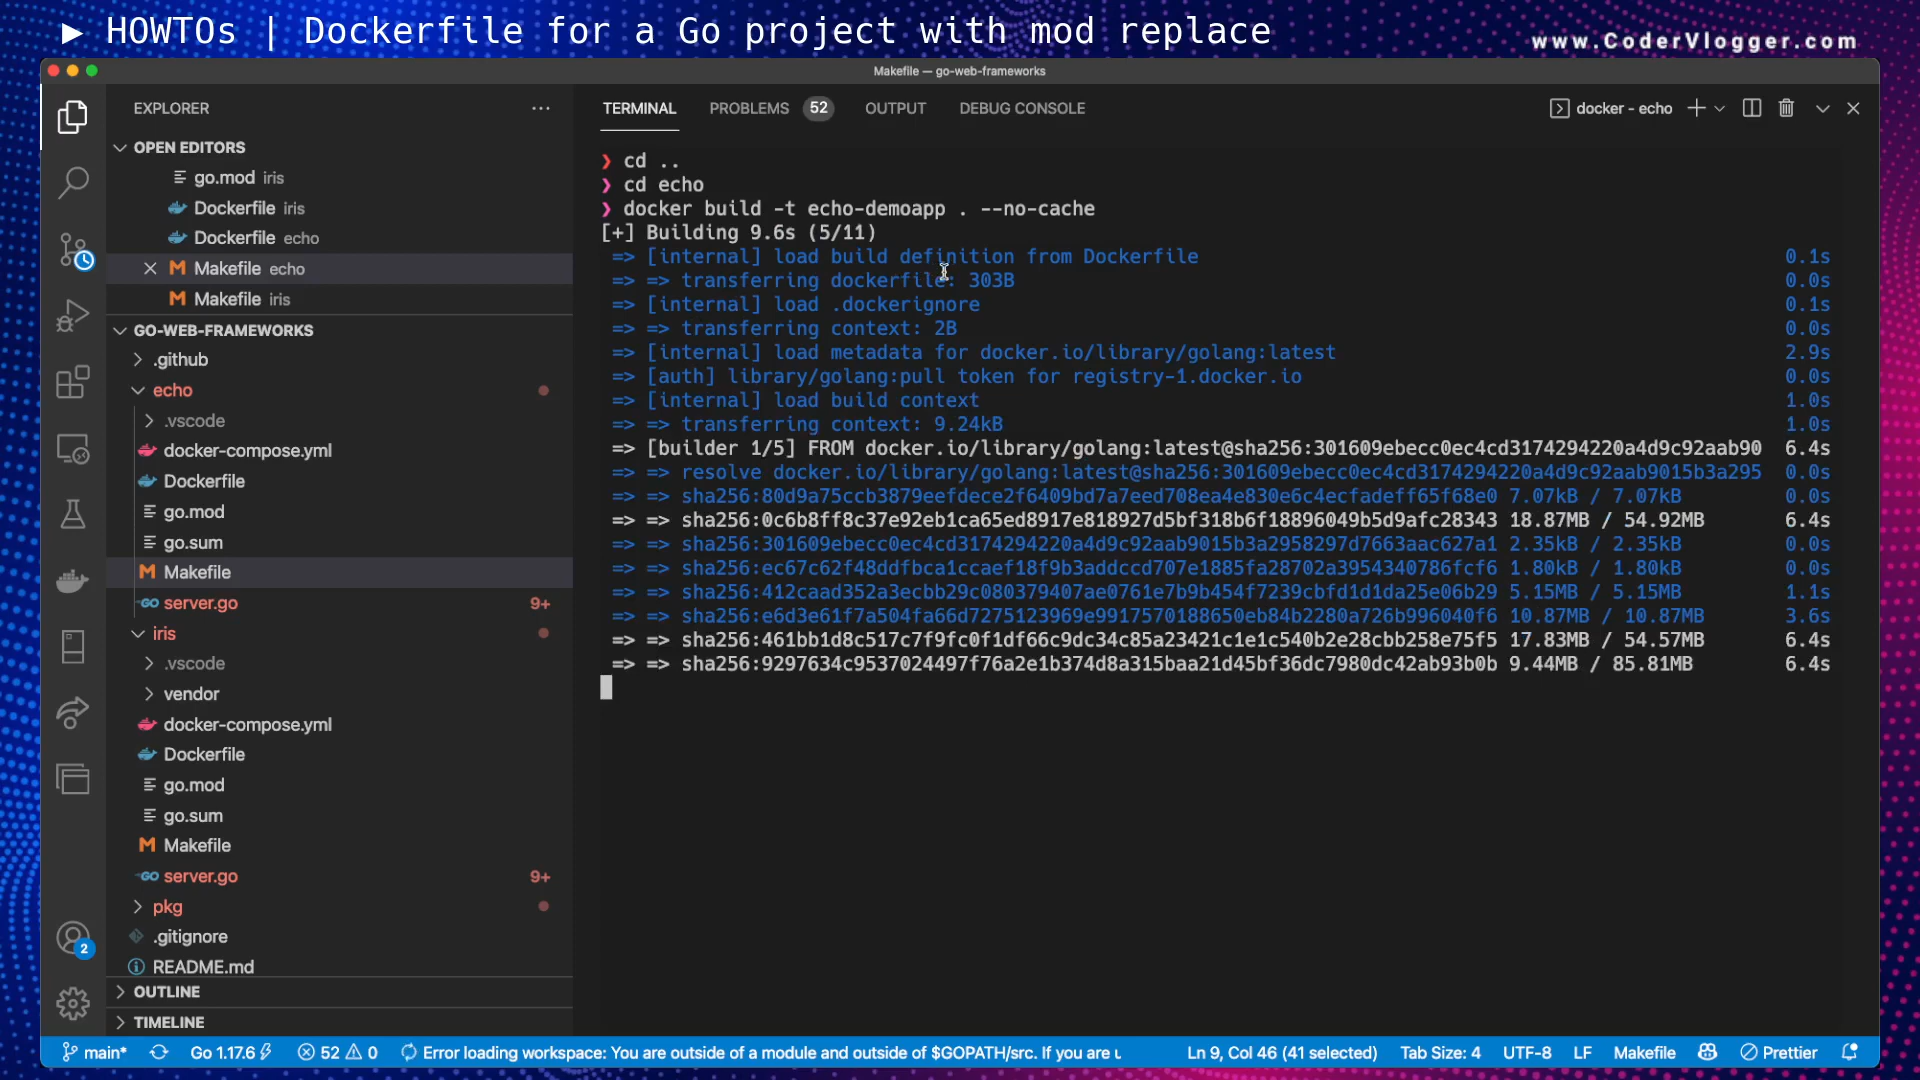 ▶ HOWTOs | Dockerfile for a Go project with mod replace
www.CoderVlogger.com
Makefile — go-web-frameworks
EXPLORER
OPEN EDITORS
go.mod iris
Dockerfile iris
Dockerfile echo
Makefile echo
Makefile iris
GO-WEB-FRAMEWORKS
.github
echo
.vscode
docker-compose.yml
Dockerfile
go.mod
go.sum
Makefile
server.go 9+
iris
.vscode
vendor
docker-compose.yml
Dockerfile
go.mod
go.sum
Makefile
server.go 9+
pkg
.gitignore
README.md
OUTLINE
TIMELINE
2
TERMINAL PROBLEMS 52 OUTPUT DEBUG CONSOLE docker - echo
❯ cd ..
❯ cd echo
❯ docker build -t echo-demoapp . --no-cache
[+] Building 9.6s (5/11)
=> [internal] load build definition from Dockerfile 0.1s
=> => transferring dockerfile: 303B 0.0s
=> [internal] load .dockerignore 0.1s
=> => transferring context: 2B 0.0s
=> [internal] load metadata for docker.io/library/golang:latest 2.9s
=> [auth] library/golang:pull token for registry-1.docker.io 0.0s
=> [internal] load build context 1.0s
=> => transferring context: 9.24kB 1.0s
=> [builder 1/5] FROM docker.io/library/golang:latest@sha256:301609ebecc0ec4cd3174294220a4d9c92aab90 6.4s
=> => resolve docker.io/library/golang:latest@sha256:301609ebecc0ec4cd3174294220a4d9c92aab9015b3a295 0.0s
=> => sha256:80d9a75ccb3879eefdece2f6409bd7a7eed708ea4e830e6c4ecfadeff65f68e0 7.07kB / 7.07kB 0.0s
=> => sha256:0c6b8ff8c37e92eb1ca65ed8917e818927d5bf318b6f18896049b5d9afc28343 18.87MB / 54.92MB 6.4s
=> => sha256:301609ebecc0ec4cd3174294220a4d9c92aab9015b3a2958297d7663aac627a1 2.35kB / 2.35kB 0.0s
=> => sha256:ec67c62f48ddfbca1ccaef18f9b3addccd707e1885fa28702a3954340786fcf6 1.80kB / 1.80kB 0.0s
=> => sha256:412caad352a3ecbb29c080379407ae0761e7b9b454f7239cbfd1d1da25e06b29 5.15MB / 5.15MB 1.1s
=> => sha256:e6d3e61f7a504fa66d7275123969e9917570188650eb84b2280a726b996040f6 10.87MB / 10.87MB 3.6s
=> => sha256:461bb1d8c517c7f9fc0f1df66c9dc34c85a23421c1e1c540b2e28cbb258e75f5 17.83MB / 54.57MB 6.4s
=> => sha256:9297634c9537024497f76a2e1b374d8a315baa21d45bf36dc7980dc42ab93b0b 9.44MB / 85.81MB 6.4s
main* Go 1.17.6 52 0 Error loading workspace: You are outside of a module and outside of $GOPATH/src. If you are u Ln 9, Col 46 (41 selected) Tab Size: 4 UTF-8 LF Makefile Prettier